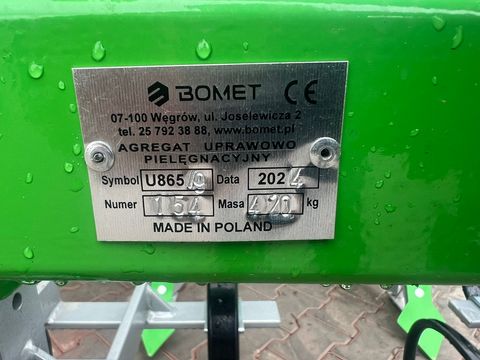 BOMET CE
07-100 Węgrów, ul. Joselewicza 2
tel. 25 792 38 88, www.bomet.pl
AGREGAT UPRAWOWO
PIELĘGNACYJNY
Symbol U865/9 Data 2024
Numer 154 Masa 420 kg
MADE IN POLAND